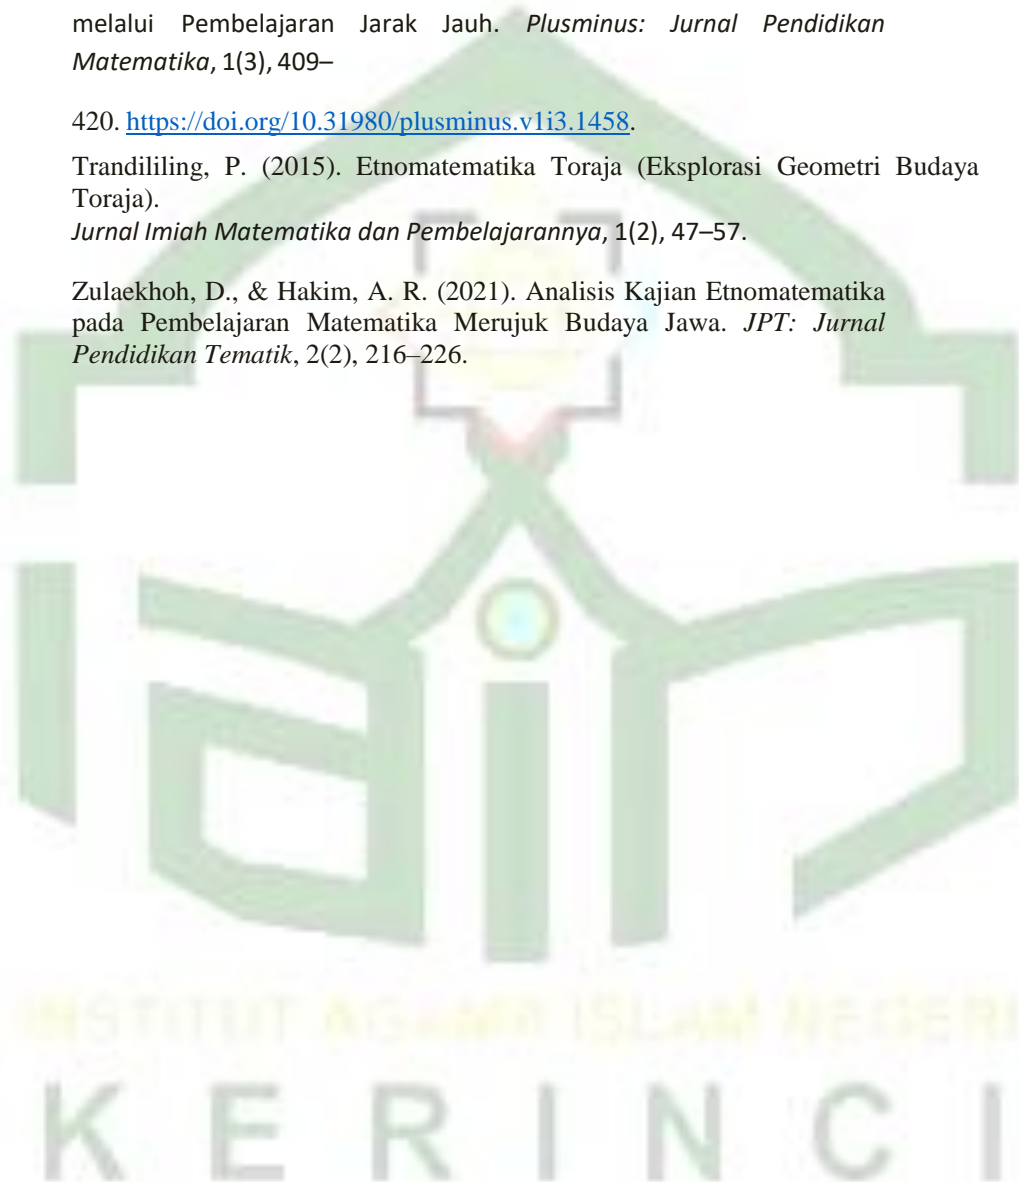 melalui Pembelajaran Jarak Jauh. Plusminus: Jurnal Pendidikan
Matematika, 1(3), 409–
420. https://doi.org/10.31980/plusminus.v1i3.1458.
Trandililing, P. (2015). Etnomatematika Toraja (Eksplorasi Geometri Budaya
Toraja).
Jurnal Imiah Matematika dan Pembelajarannya, 1(2), 47–57.
Zulaekhoh, D., & Hakim, A. R. (2021). Analisis Kajian Etnomatematika
pada Pembelajaran Matematika Merujuk Budaya Jawa. JPT: Jurnal
Pendidikan Tematik, 2(2), 216–226.
iain
INSTITUT AGAMA ISLAM NEGERI
KERINCI